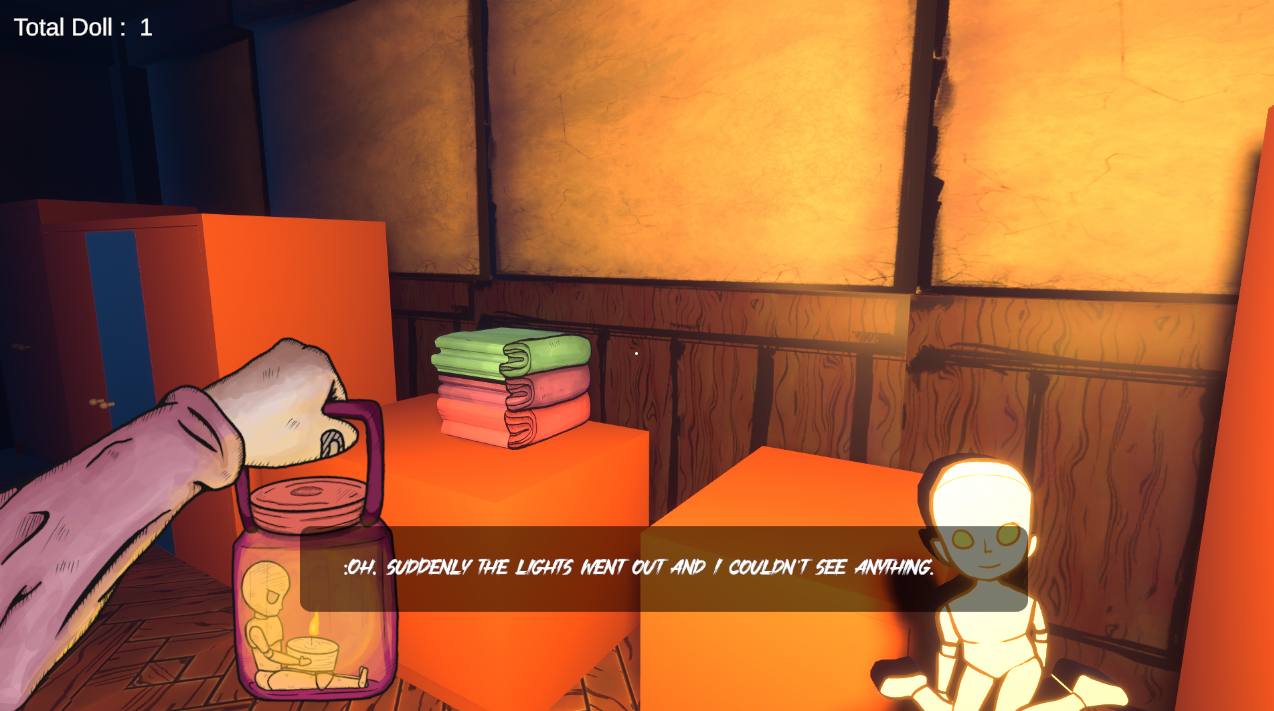 Total Doll :  1
:OH. SUDDENLY THE LIGHTS WENT OUT AND I COULDN'T SEE ANYTHING.